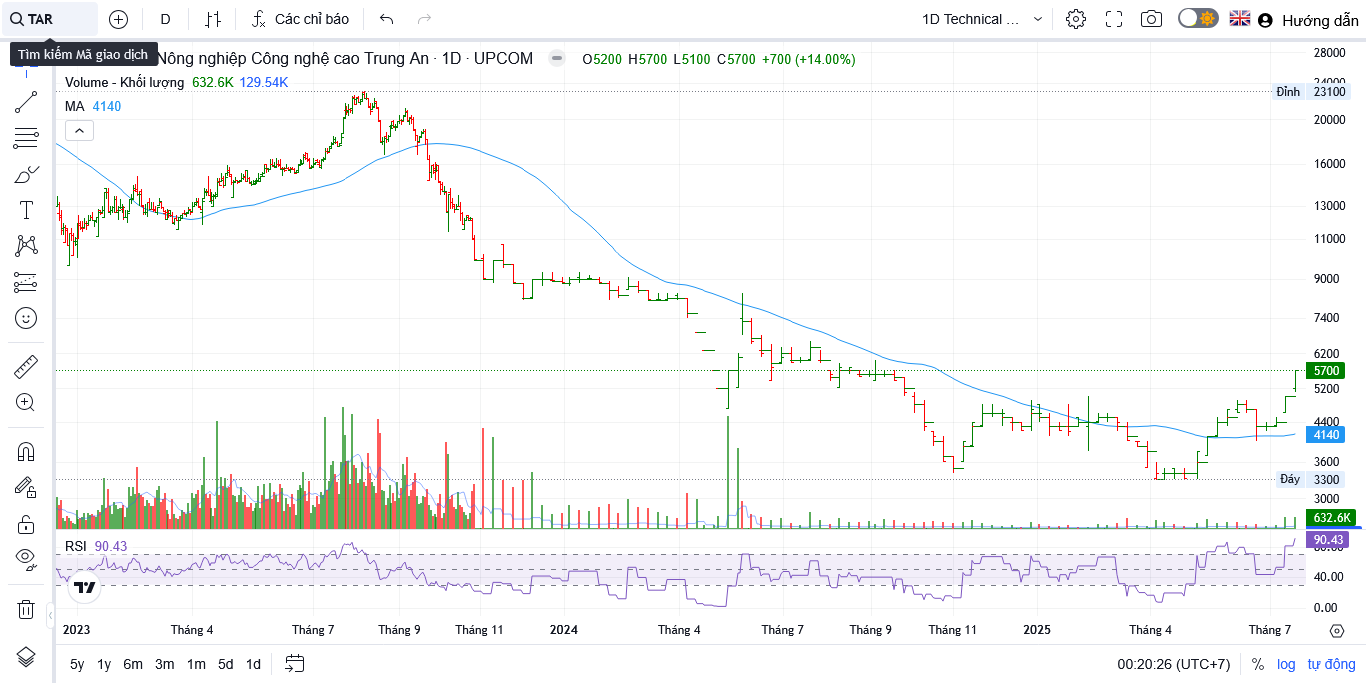 TAR
D
Các chỉ báo
1D Technical ...
Hướng dẫn
Tìm kiếm Mã giao dịch
Nông nghiệp Công nghệ cao Trung An · 1D · UPCOM
O5200 H5700 L5100 C5700 +700 (+14.00%)
Volume - Khối lượng 632.6K 129.54K
MA 4140
28000
24000
Đỉnh 23100
20000
16000
13000
11000
9000
7400
6200
5700
5200
4400
4140
3600
Đáy 3300
3000
632.6K
RSI 90.43
90.43
80.00
40.00
0.00
2023 Tháng 4 Tháng 7 Tháng 9 Tháng 11 2024 Tháng 4 Tháng 7 Tháng 9 Tháng 11 2025 Tháng 4 Tháng 7
5y 1y 6m 3m 1m 5d 1d
00:20:26 (UTC+7) % log tự động